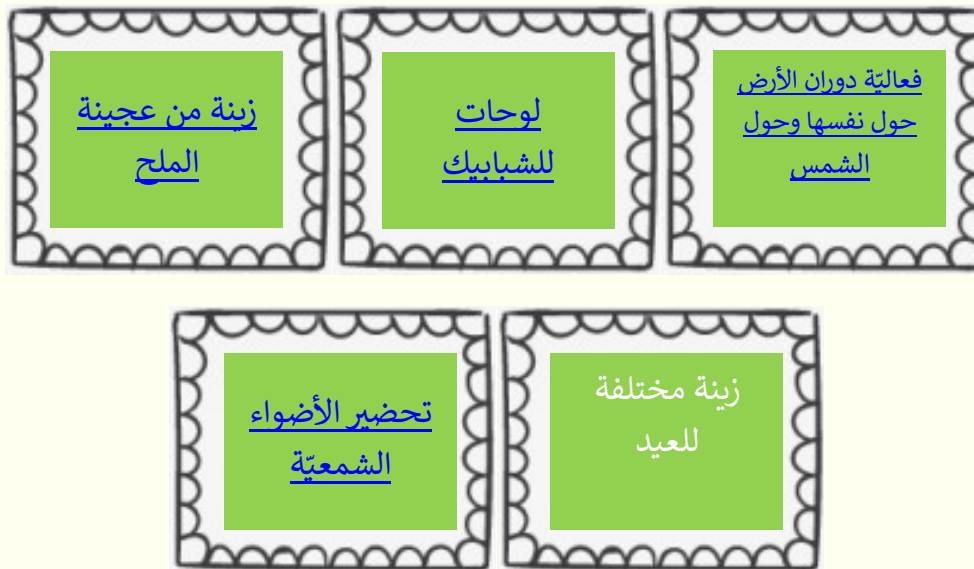 فعاليّة دوران الأرض
حول نفسها وحول
الشمس
لوحات
للشبابيك
زينة من عجينة
الملح
زينة مختلفة
للعيد
تحضير الأضواء
الشمعيّة